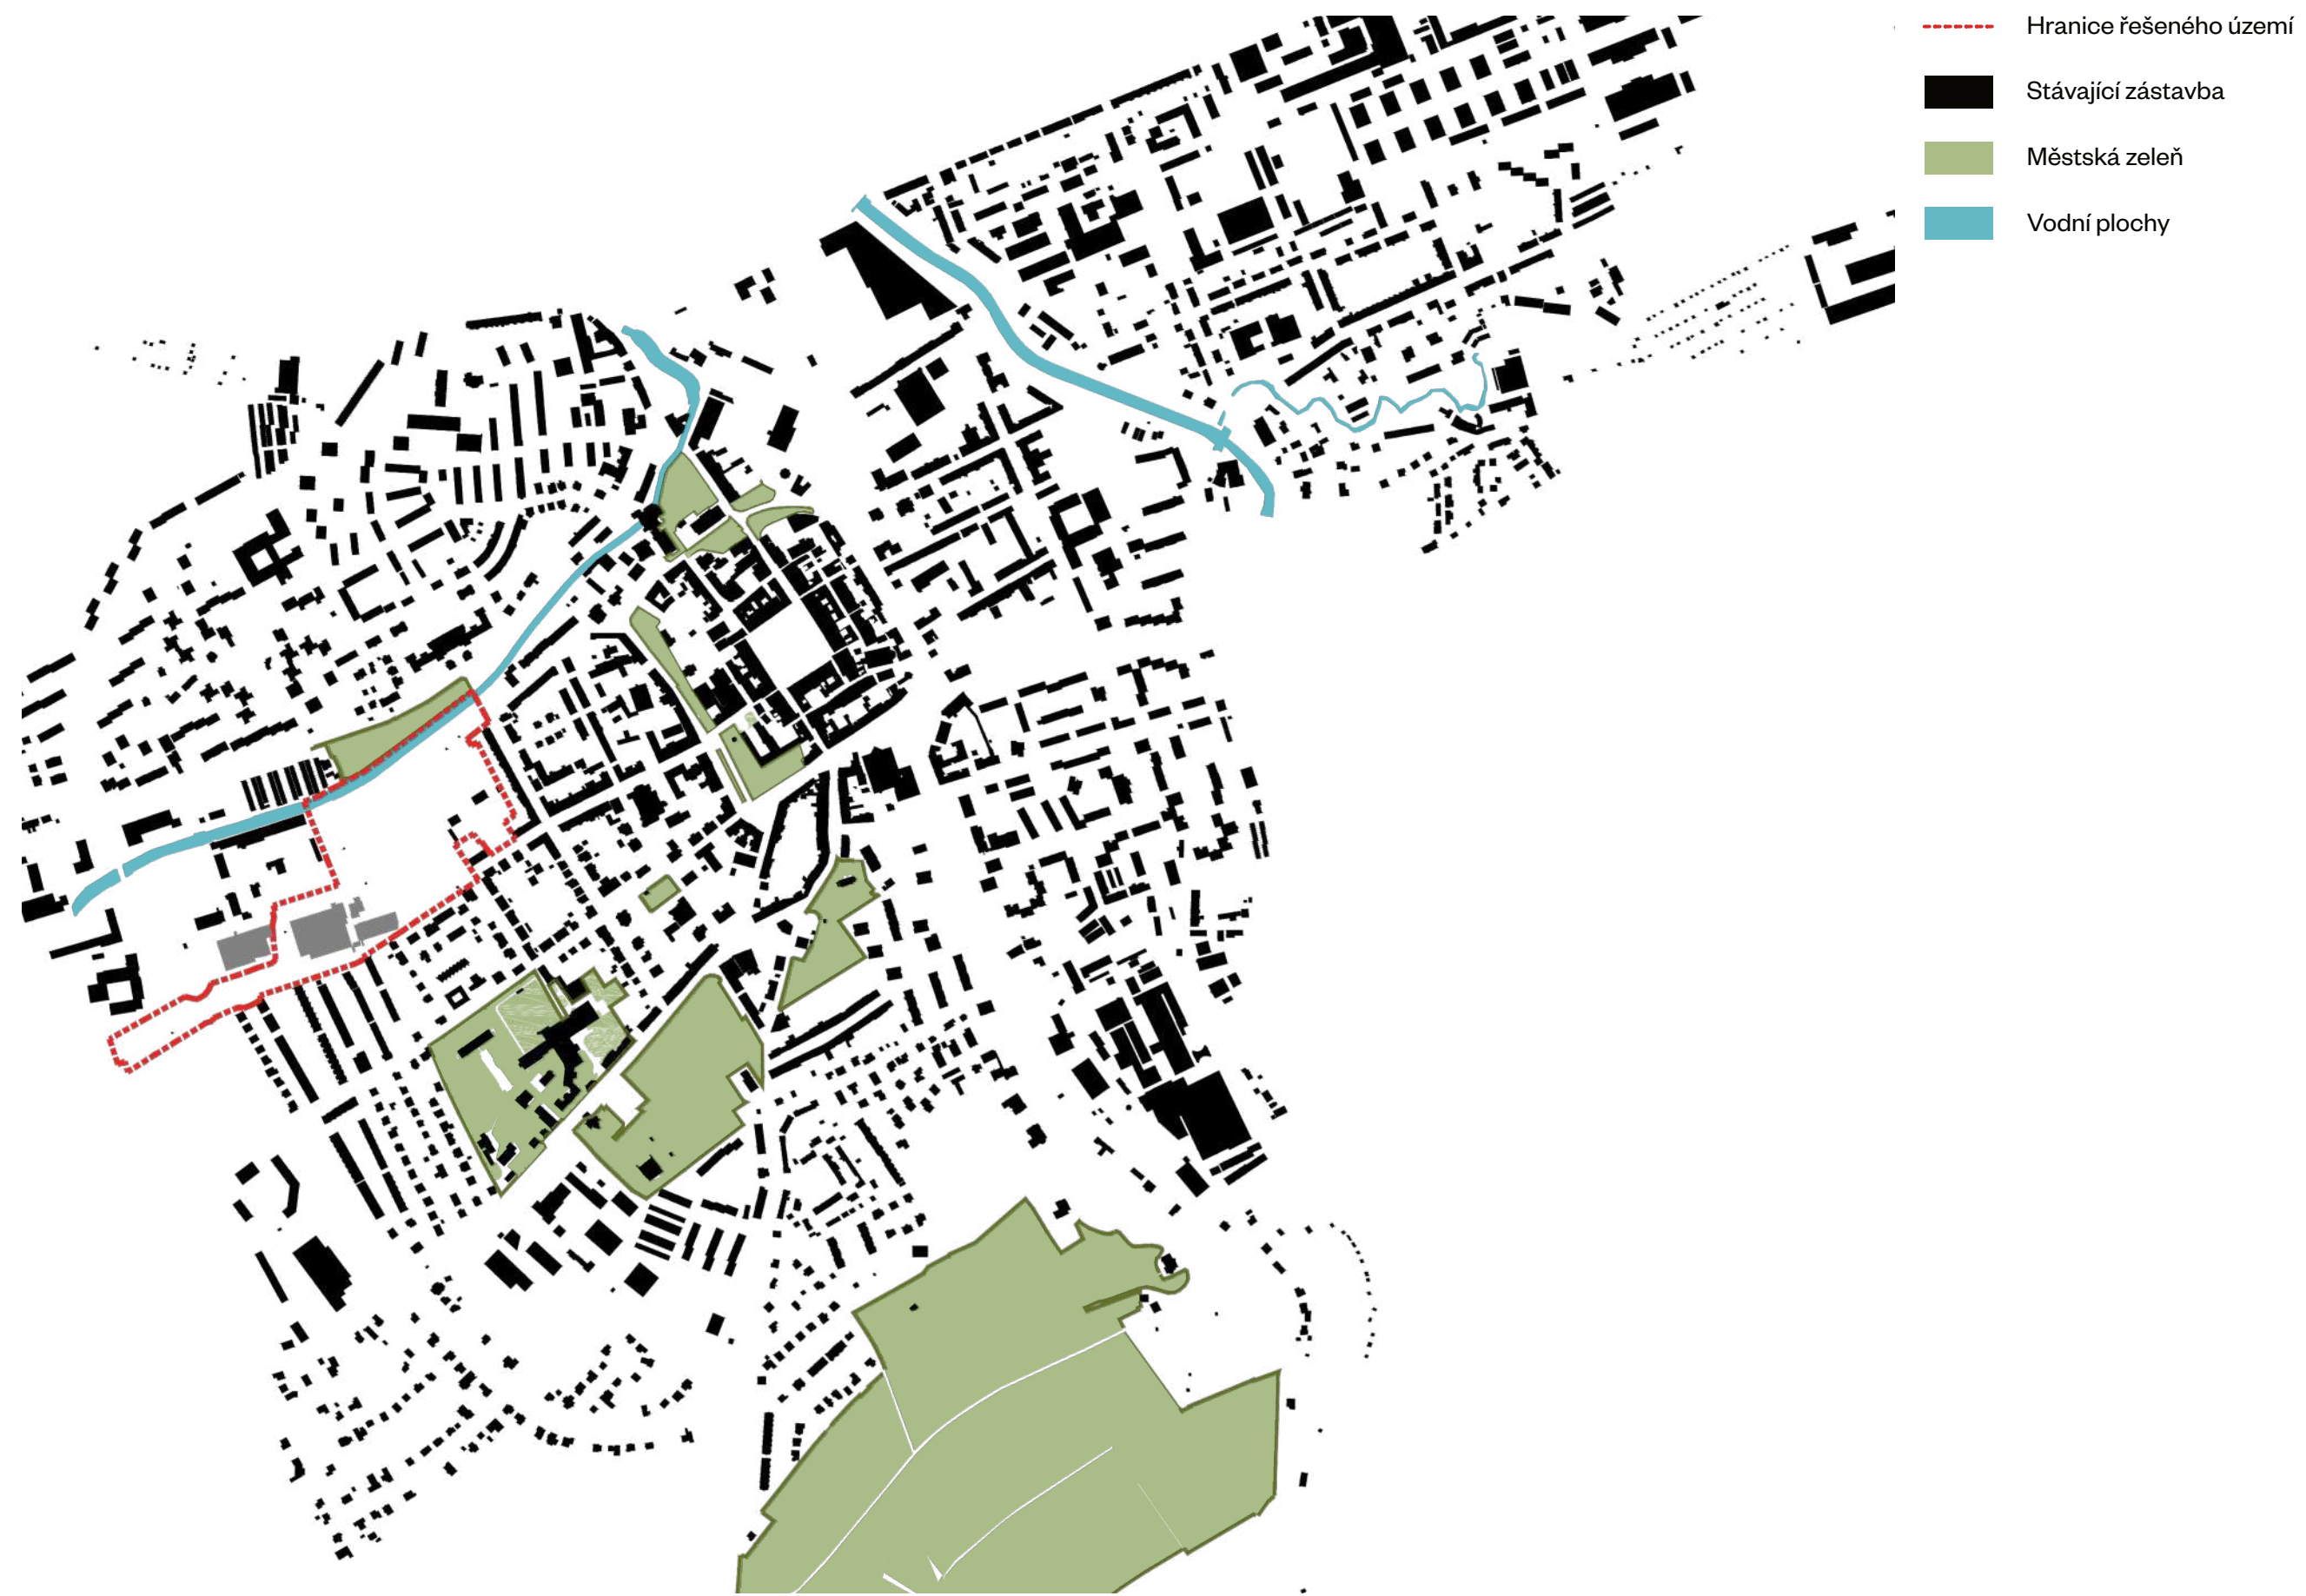 Hranice řešeného území
Stávající zástavba
Městská zeleň
Vodní plochy